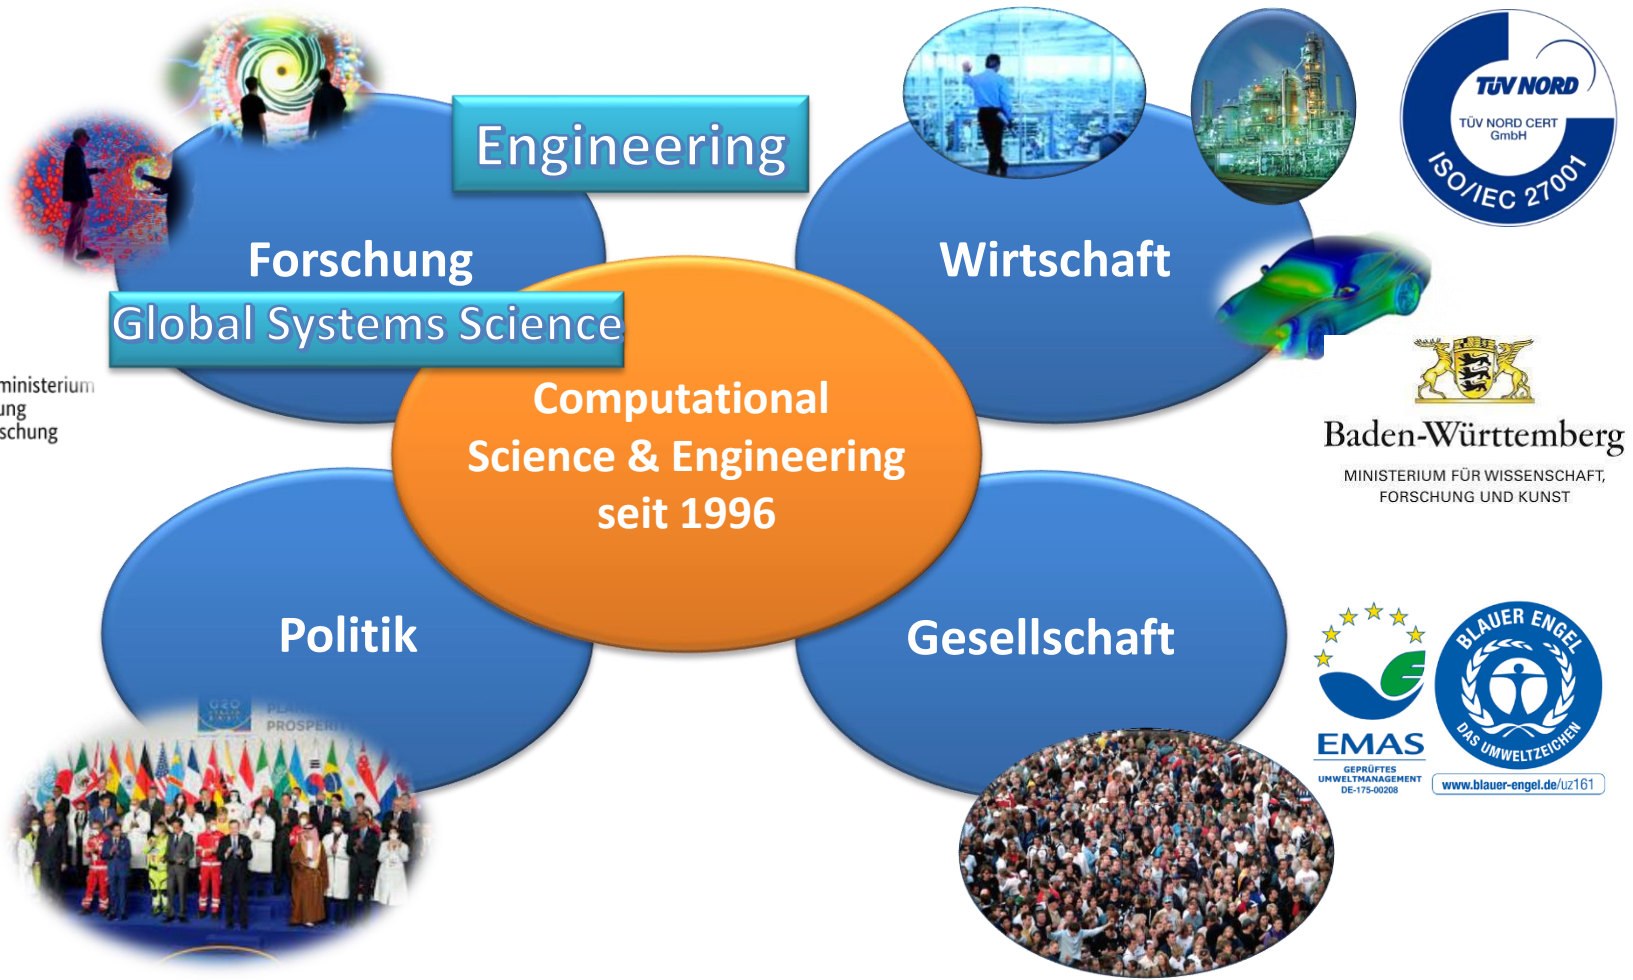 Engineering
TÜV NORD
TÜV NORD CERT
GmbH
ISO/IEC 27001
Forschung
Wirtschaft
Global Systems Science
ministerium
Computational
Science & Engineering
seit 1996
Baden-Württemberg
MINISTERIUM FÜR WISSENSCHAFT,
FORSCHUNG UND KUNST
Politik
Gesellschaft
BLAUER ENGEL
DAS UMWELTZEICHEN
EMAS
GEPRÜFTES
UMWELTMANAGEMENT
DE-175-00208
www.blauer-engel.de/uz161